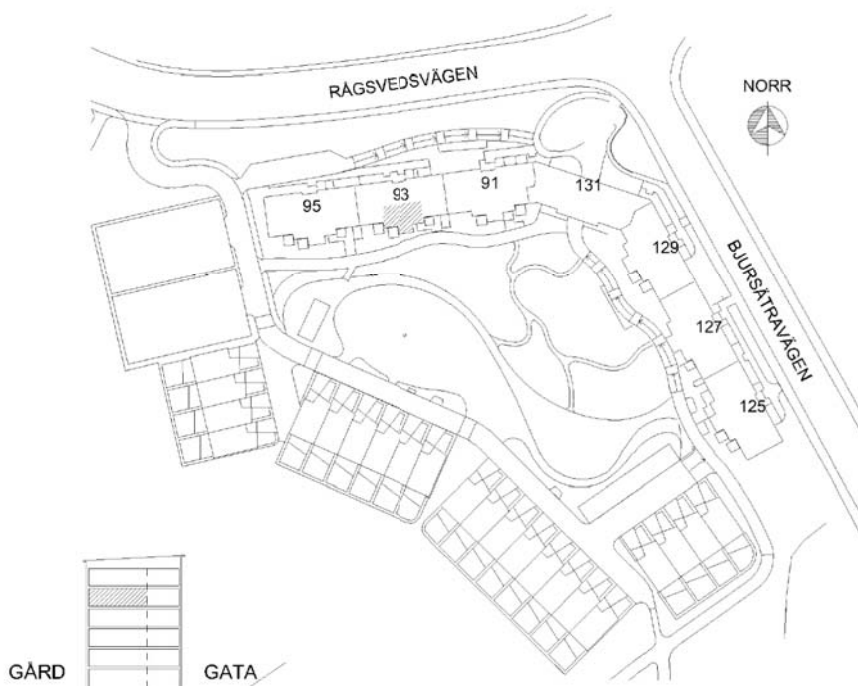 RÅGSVEDSVÄGEN
NORR
91
93
95
131
129
BJURSÄTRAVÄGEN
127
125
GÅRD
GATA